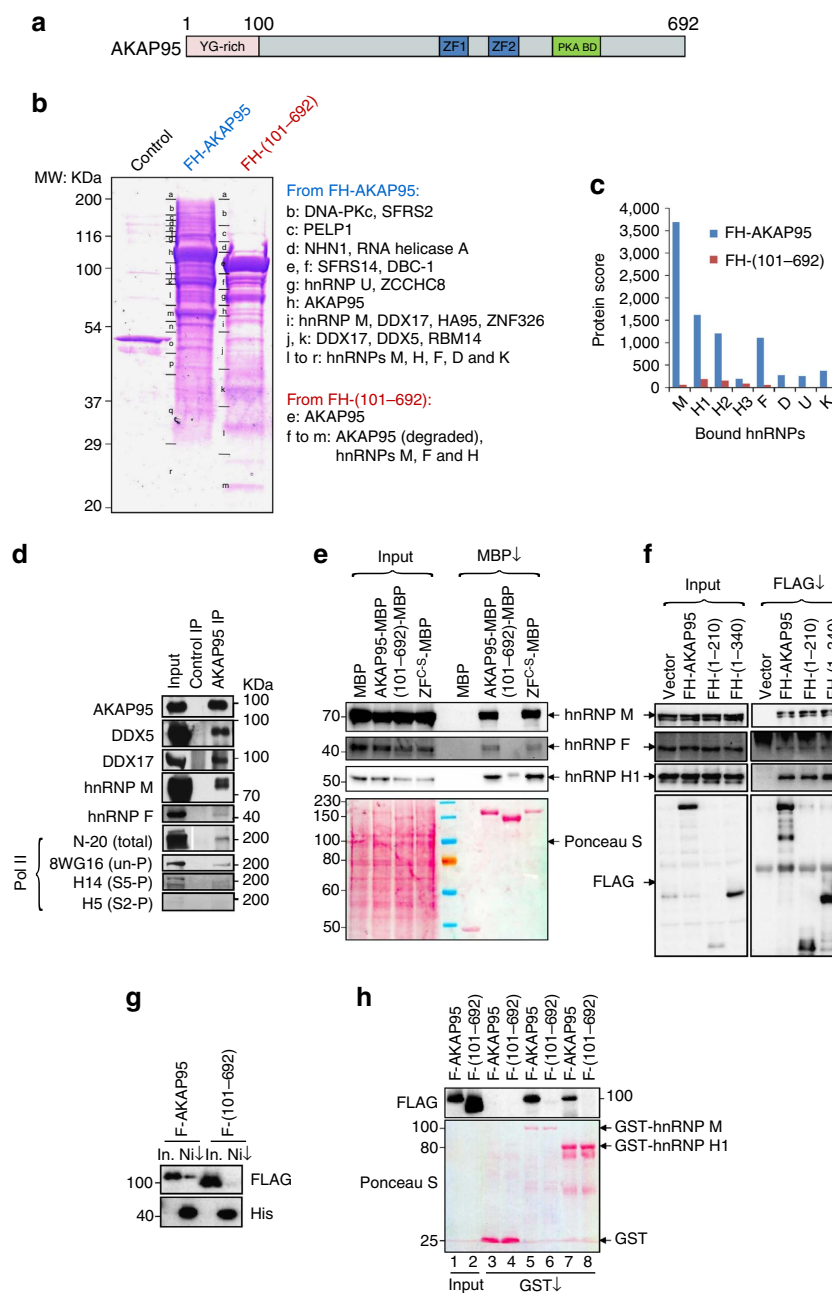 a
1 100 692
AKAP95 YG-rich ZF1 ZF2 PKA BD
b
Control
FH-AKAP95
FH-(101–692)
MW: KDa
200
116
100
54
37
29
20
From FH-AKAP95:
b: DNA-PKc, SFRS2
c: PELP1
d: NHN1, RNA helicase A
e, f: SFRS14, DBC-1
g: hnRNP U, ZCCHC8
h: AKAP95
i: hnRNP M, DDX17, HA95, ZNF326
j, k: DDX17, DDX5, RBM14
l to r: hnRNPs M, H, F, D and K
From FH-(101–692):
e: AKAP95
f to m: AKAP95 (degraded),
hnRNPs M, F and H
c
Protein score
4,000
3,500
3,000
2,500
2,000
1,500
1,000
500
0
FH-AKAP95
FH-(101–692)
M H1 H2 H3 F D U K
Bound hnRNPs
d
Input
Control IP
AKAP95 IP
KDa
AKAP95 100
100
DDX5
DDX17 100
hnRNP M
70
hnRNP F 40
Pol II
N-20 (total) 200
8WG16 (un-P) 200
H14 (S5-P) 200
H5 (S2-P) 200
e
Input MBP↓
MBP
AKAP95-MBP
(101–692)-MBP
ZFC-S-MBP
MBP
AKAP95-MBP
(101–692)-MBP
ZFC-S-MBP
70 hnRNP M
40 hnRNP F
50 hnRNP H1
230
150
100 Ponceau S
80
60
50
FLAG
f
Input FLAG↓
Vector
FH-AKAP95
FH-(1–210)
FH-(1–340)
Vector
FH-AKAP95
FH-(1–210)
FH-(1–340)
g
F-AKAP95
F-(101–692)
In. Ni↓ In. Ni↓
100 FLAG
40 His
h
F-AKAP95
F-(101–692)
F-AKAP95
F-(101–692)
F-AKAP95
F-(101–692)
F-AKAP95
F-(101–692)
FLAG 100
100 GST-hnRNP M
80 GST-hnRNP H1
Ponceau S
25 GST
1 2 3 4 5 6 7 8
Input GST↓